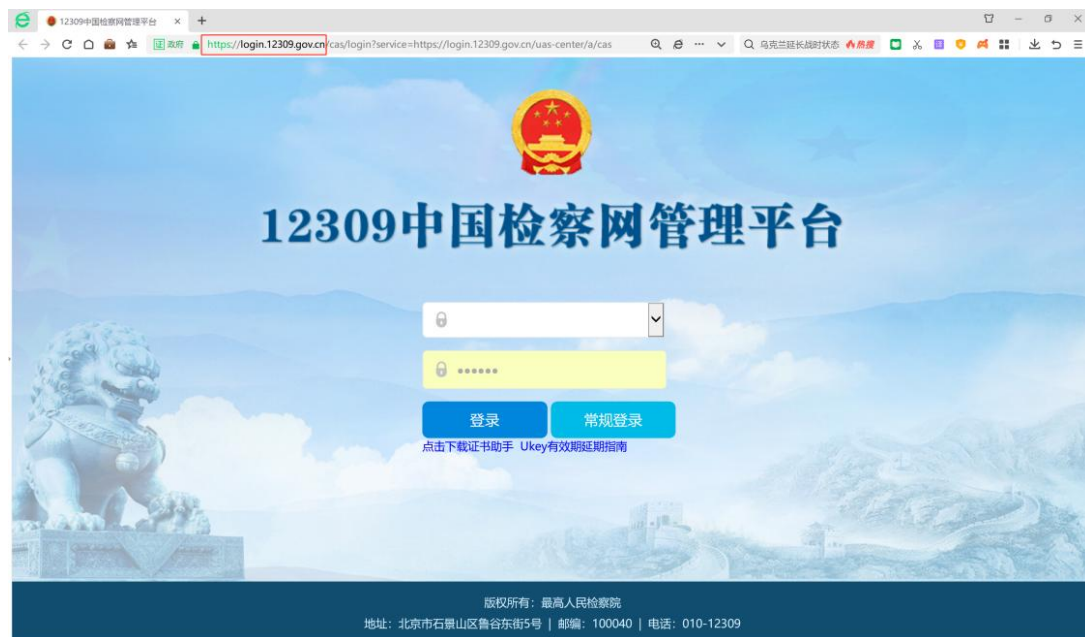 12309中国检察网管理平台
政府 https://login.12309.gov.cn/cas/login?service=https://login.12309.gov.cn/uas-center/a/cas 乌克兰延长战时状态 热搜
12309中国检察网管理平台
登录 常规登录
点击下载证书助手 Ukey有效期延期指南
版权所有：最高人民检察院
地址：北京市石景山区鲁谷东街5号 | 邮编：100040 | 电话：010-12309